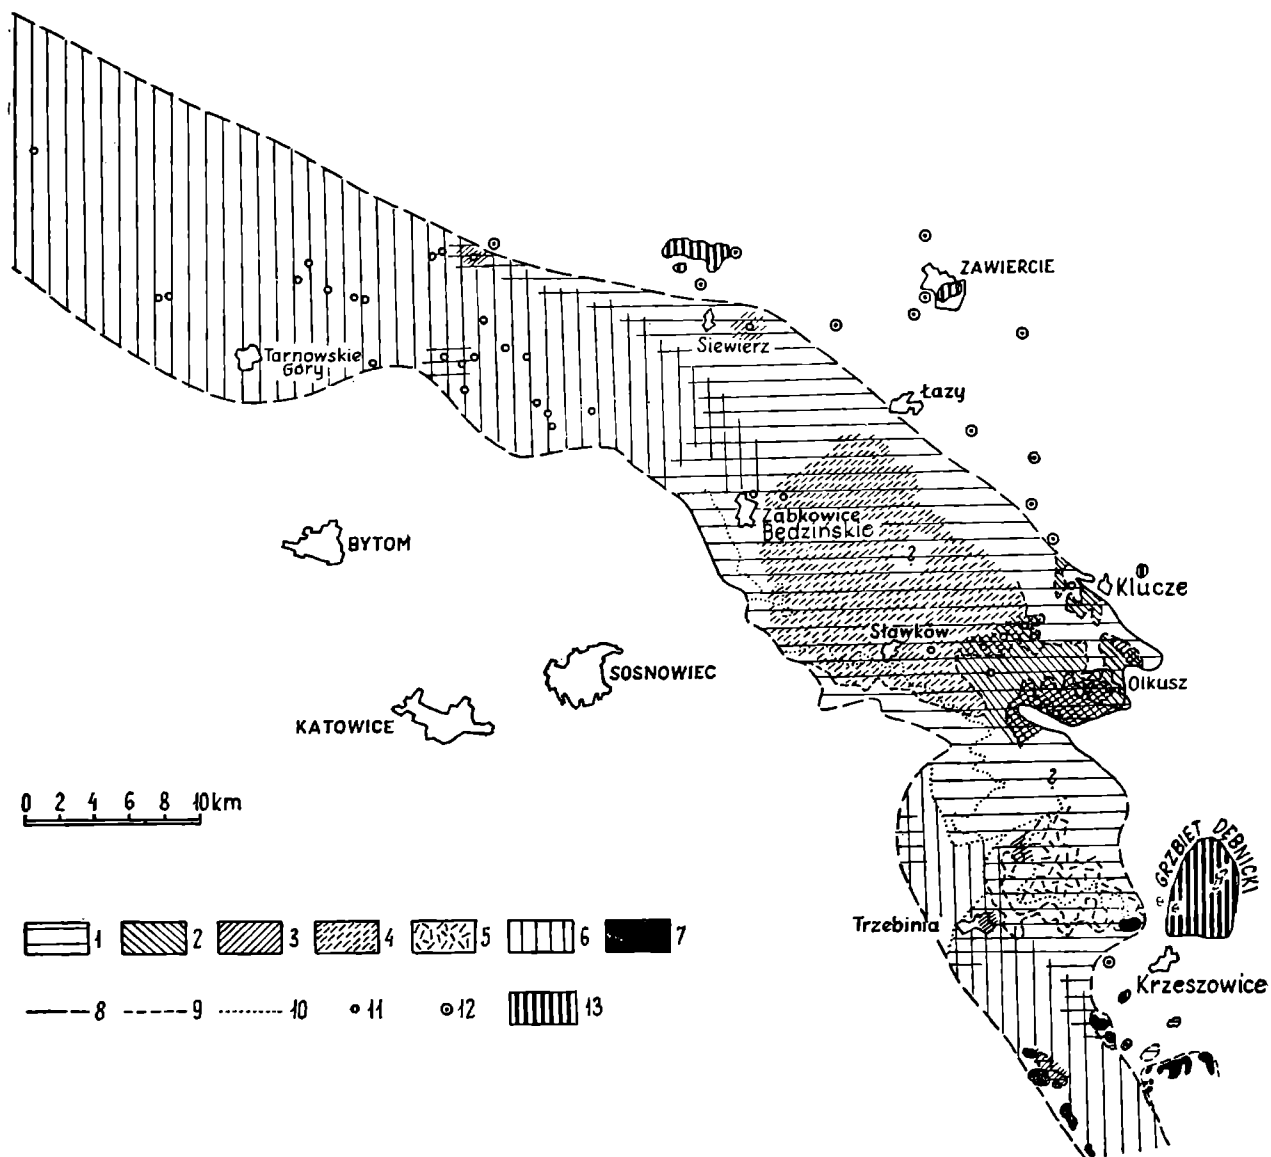 ZAWIERCIE
Siewierz
Tarnowskie
Góry
Łazy
Ząbkowice
Będzińskie
BYTOM
?
Klucze
Sławków
SOSNOWIEC
Olkusz
KATOWICE
?
0 2 4 6 8 10km
GRZBIET DĘBNICKI
Trzebinia
1 2 3 4 5 6 7
Krzeszowice
8 9 10 11 12 13